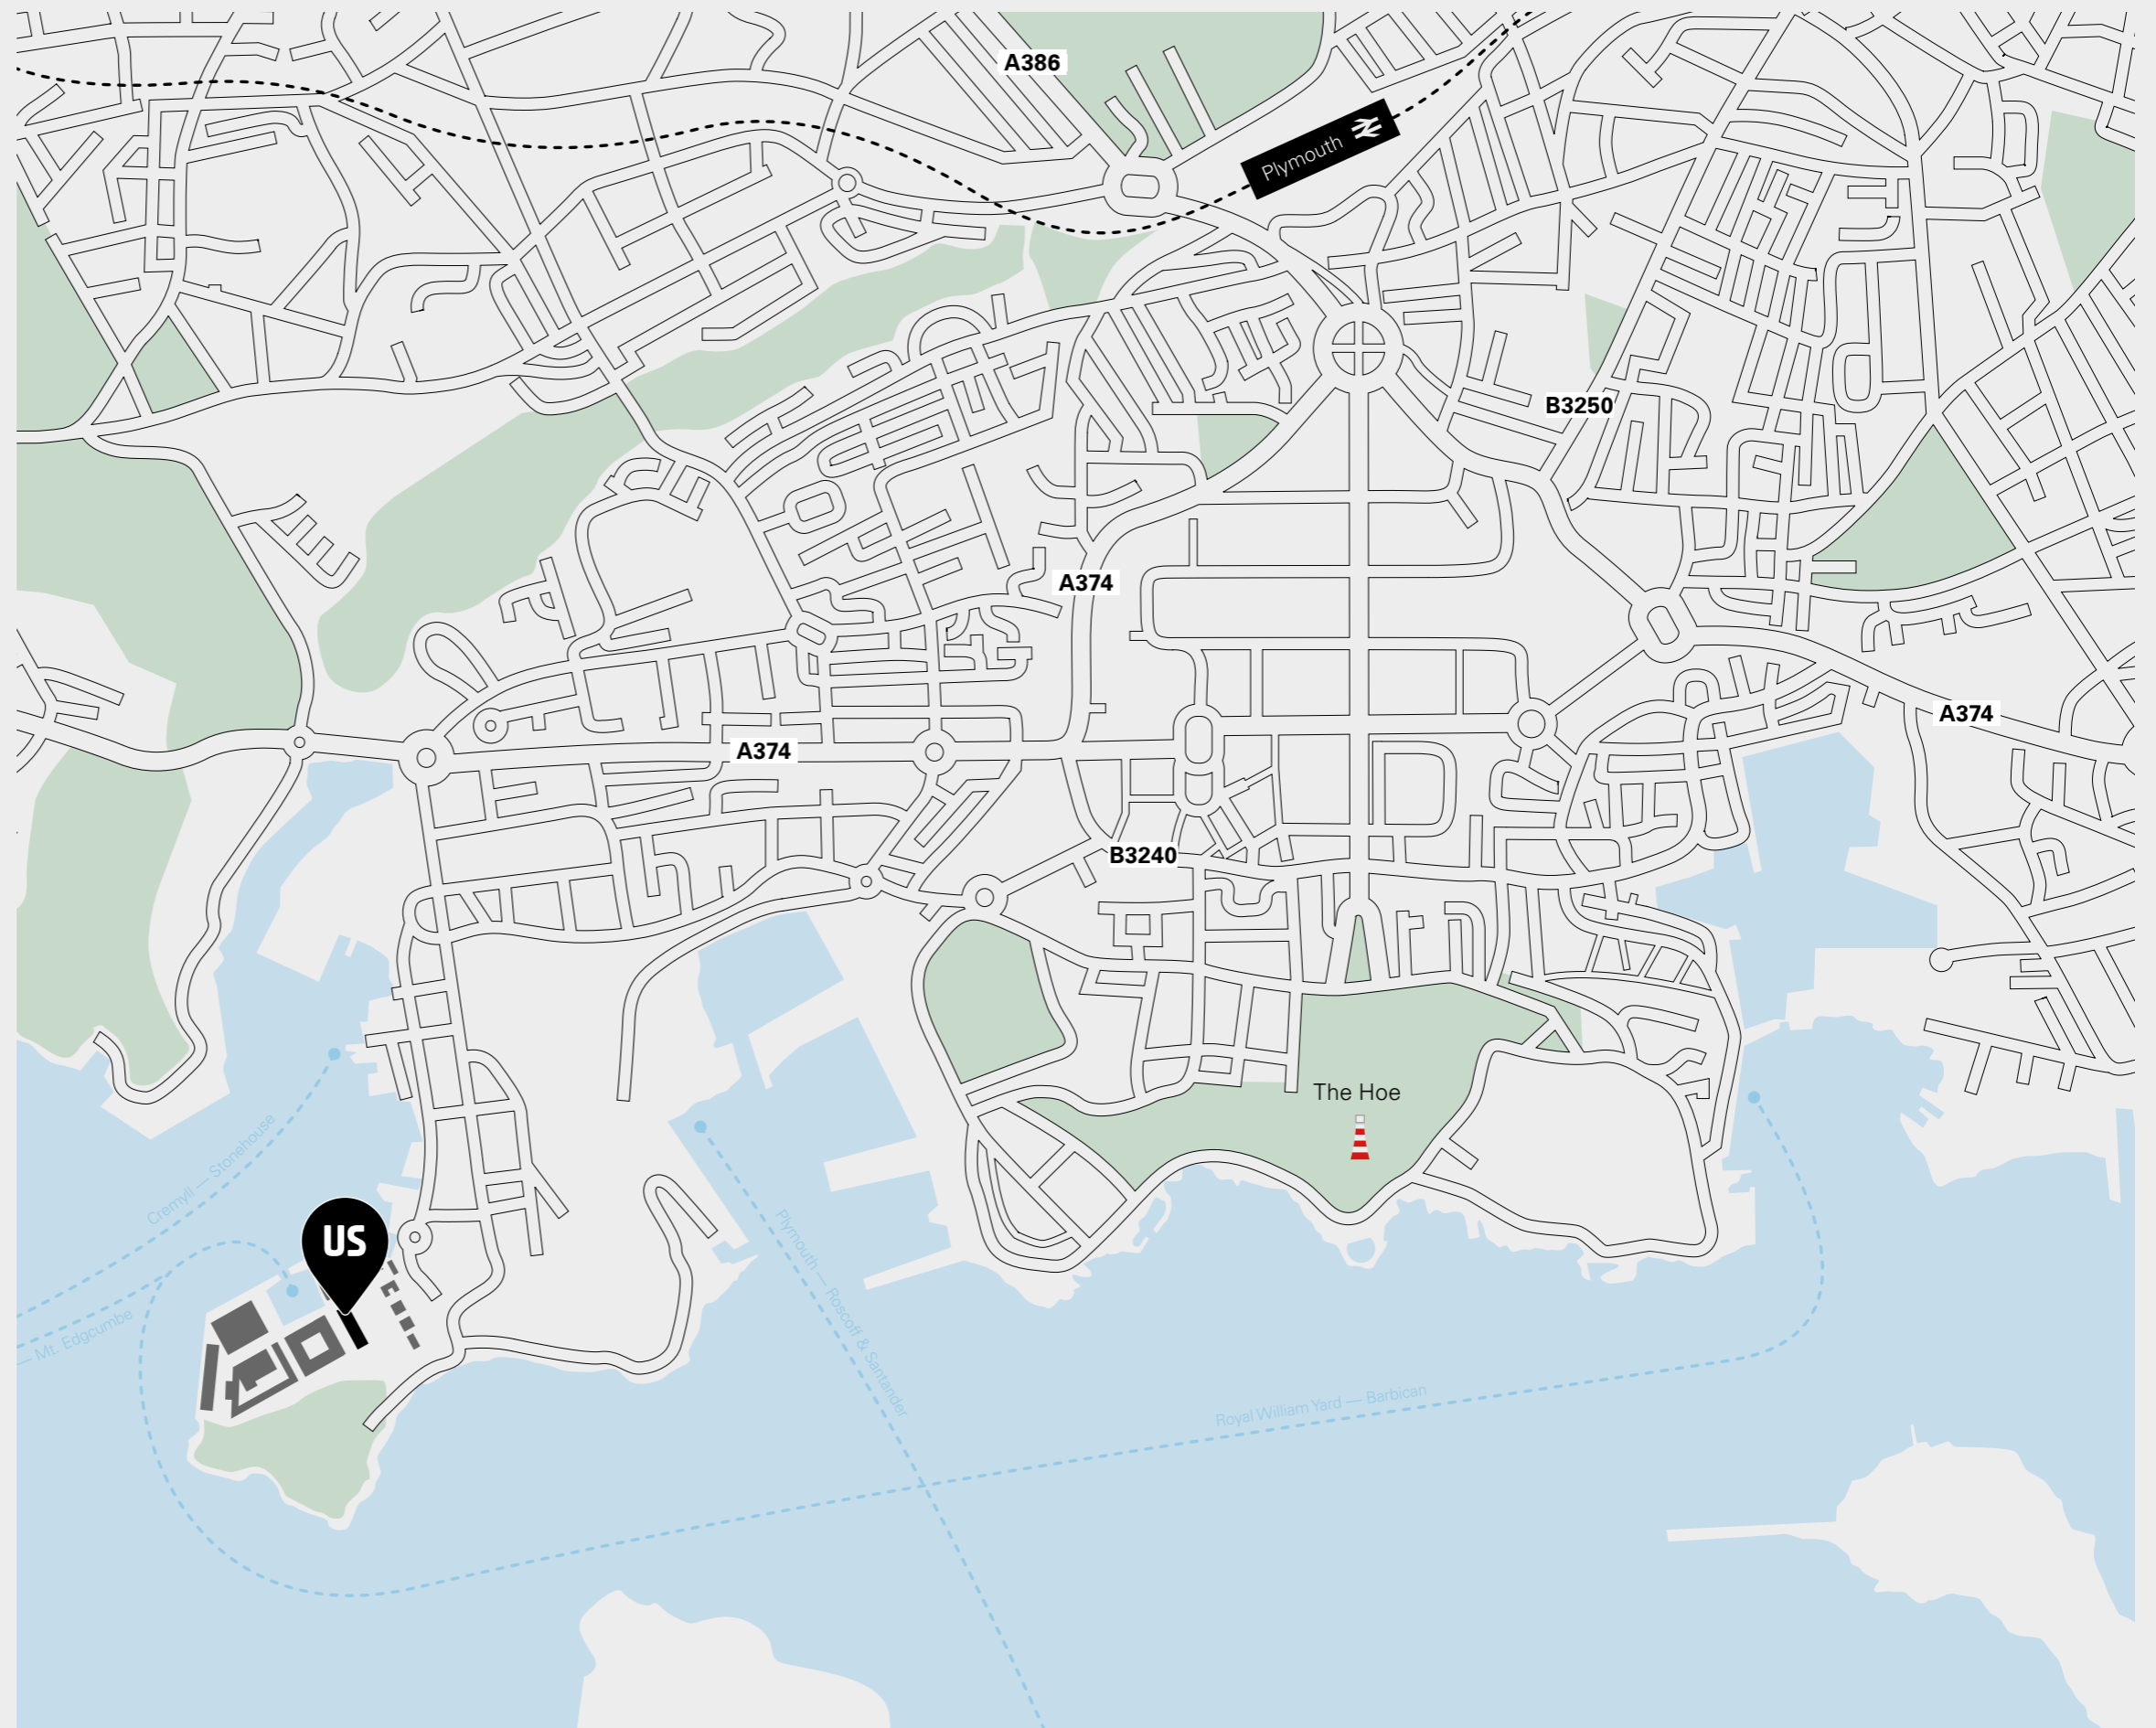 A386
Plymouth
B3250
A374
A374
A374
B3240
The Hoe
Cremyll — Stonehouse
US
— Mt. Edgcumbe
Plymouth — Roscoff & Santander
Royal William Yard — Barbican